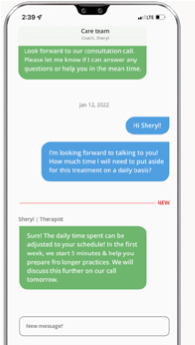 2:39
LTE
Care team
Coach, Sheryl
Look forward to our consultation call.
Please let me know if I can answer any
questions or help you in the mean time.
Jan 12, 2022
Hi Sheryl!
I'm looking forward to talking to you!
How much time I will need to put aside
for this treatment on a daily basis?
NEW
Sheryl | Therapist
Sure! The daily time spent can be
adjusted to your schedule! In the first
week, we start 5 minutes & help you
prepare fro longer practices. We will
discuss this further on our call
tomorrow.
New message?